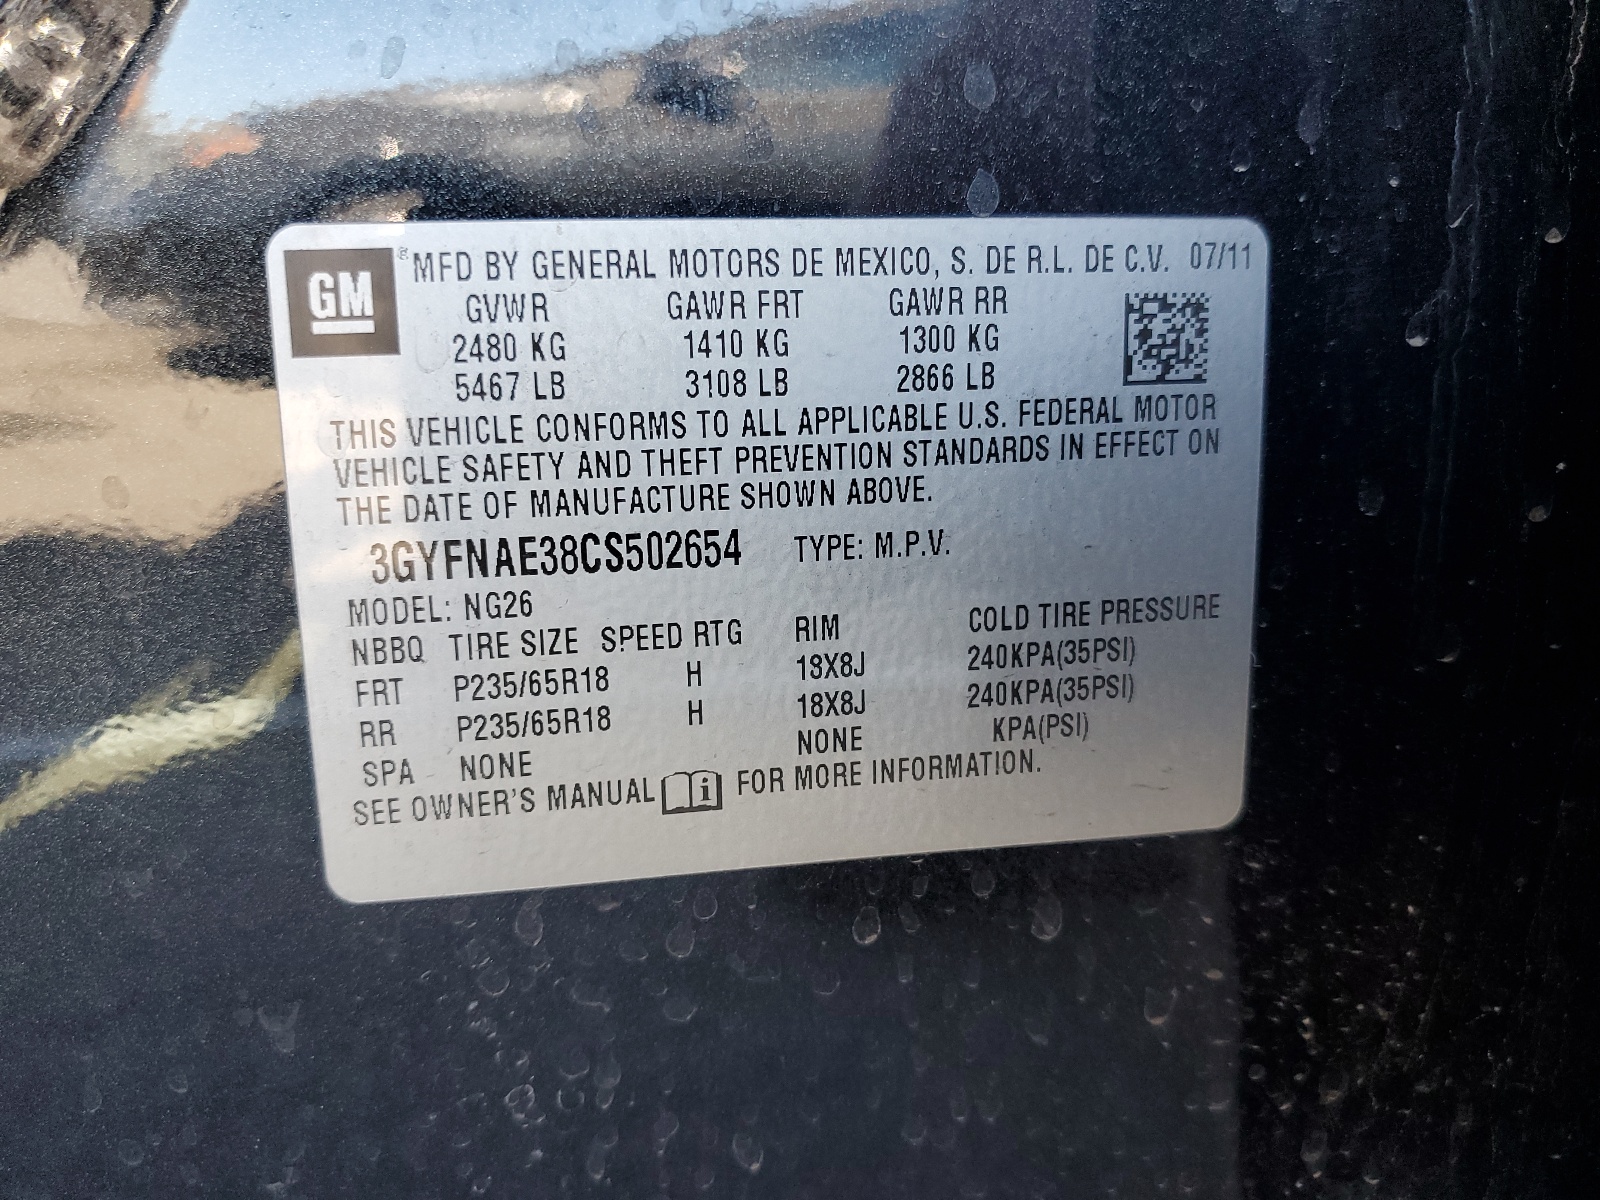 GM ® MFD BY GENERAL MOTORS DE MEXICO, S. DE R.L. DE C.V. 07/11
GVWR GAWR FRT GAWR RR
2480 KG 1410 KG 1300 KG
5467 LB 3108 LB 2866 LB
THIS VEHICLE CONFORMS TO ALL APPLICABLE U.S. FEDERAL MOTOR
VEHICLE SAFETY AND THEFT PREVENTION STANDARDS IN EFFECT ON
THE DATE OF MANUFACTURE SHOWN ABOVE.
3GYFNAE38CS502654 TYPE: M.P.V.
MODEL: NG26
NBBQ TIRE SIZE SPEED RTG RIM COLD TIRE PRESSURE
FRT P235/65R18 H 18X8J 240KPA(35PSI)
RR P235/65R18 H 18X8J 240KPA(35PSI)
SPA NONE NONE KPA(PSI)
SEE OWNER'S MANUAL i FOR MORE INFORMATION.